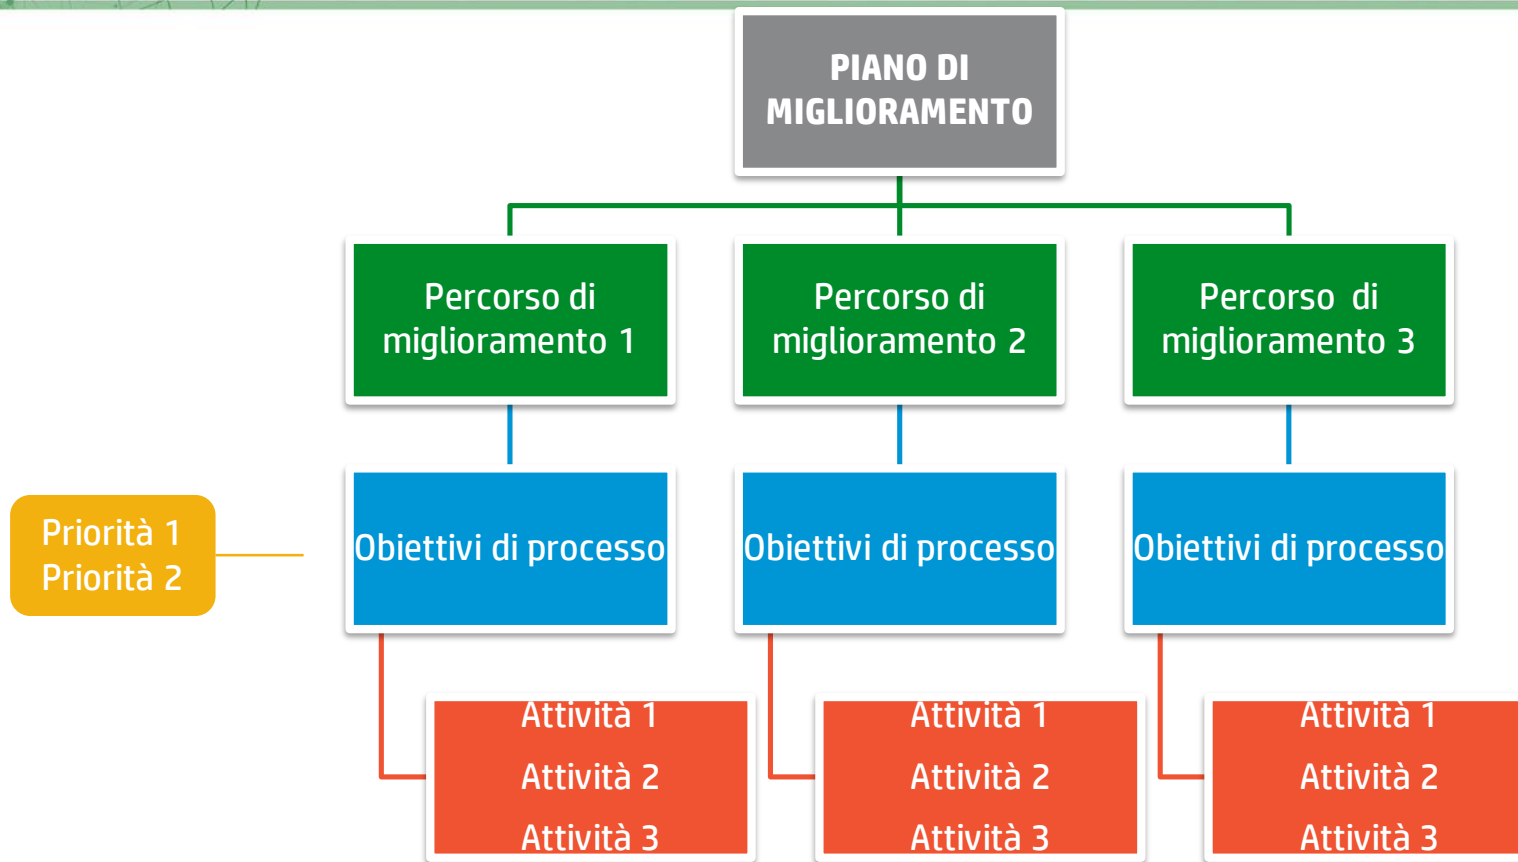 PIANO DI
MIGLIORAMENTO
Percorso di
miglioramento 1
Percorso di
miglioramento 2
Percorso di
miglioramento 3
Priorità 1
Priorità 2
Obiettivi di processo
Obiettivi di processo
Obiettivi di processo
Attività 1
Attività 2
Attività 3
Attività 1
Attività 2
Attività 3
Attività 1
Attività 2
Attività 3